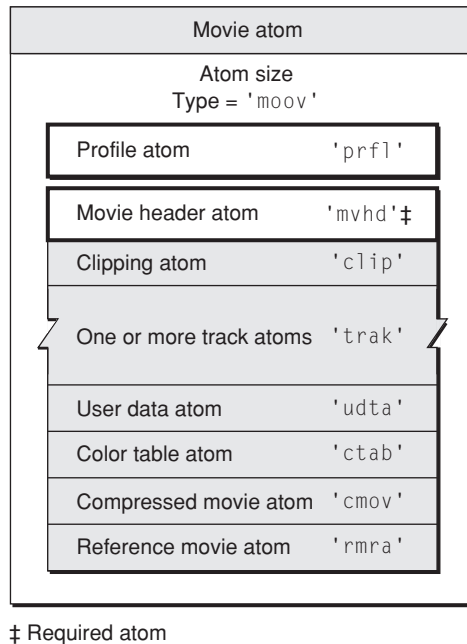 Movie atom
Atom size
Type = 'moov'
Profile atom 'prfl'
Movie header atom 'mvhd'‡
Clipping atom 'clip'
One or more track atoms 'trak'
User data atom 'udta'
Color table atom 'ctab'
Compressed movie atom 'cmov'
Reference movie atom 'rmra'
‡ Required atom